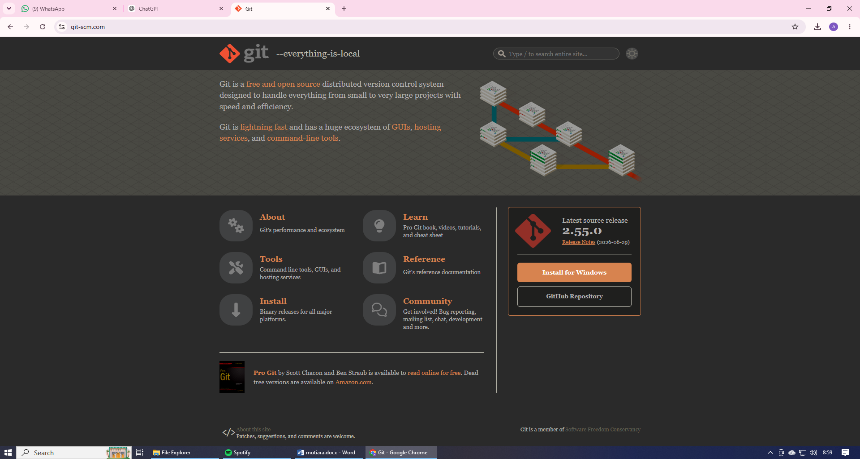 (9) WhatsApp
ChatGPT
Git
git-scm.com
git --everything-is-local
Type / to search entire site...
Git is a free and open source distributed version control system
designed to handle everything from small to very large projects with
speed and efficiency.
Git is lightning fast and has a huge ecosystem of GUIs, hosting
services, and command-line tools.
About
Git's performance and ecosystem
Learn
Pro Git book, videos, tutorials,
and cheat sheet
Tools
Command line tools, GUIs, and
hosting services
Reference
Git's reference documentation
Install
Binary releases for all major
platforms.
Community
Get involved! Bug reporting,
mailing list, chat, development
and more.
Latest source release
2.55.0
Release Notes (2026-06-29)
Install for Windows
GitHub Repository
Pro Git by Scott Chacon and Ben Straub is available to read online for free. Dead
tree versions are available on Amazon.com.
About this site
Patches, suggestions, and comments are welcome.
Git is a member of Software Freedom Conservancy
Search
File Explorer
Spotify
Git - Google Chrome
8:59